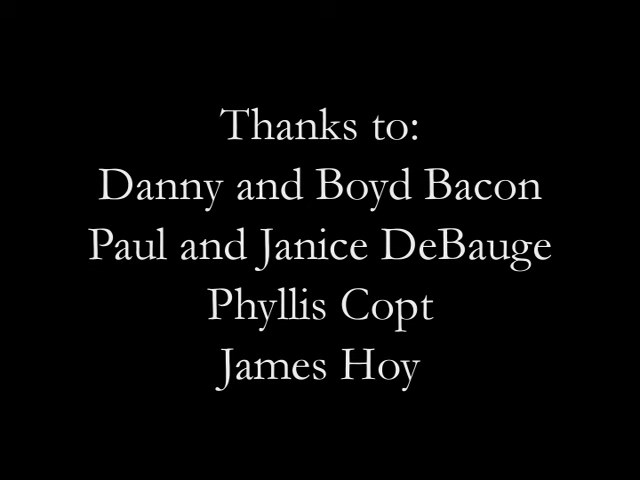 Thanks to:
Danny and Boyd Bacon
Paul and Janice DeBauge
Phyllis Copt
James Hoy